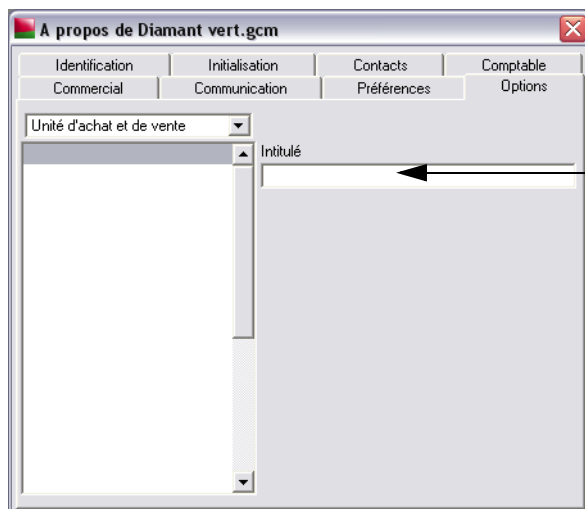 A propos de Diamant vert.gcm
Identification Initialisation Contacts Comptable
Commercial Communication Préférences Options
Unité d'achat et de vente
Intitulé